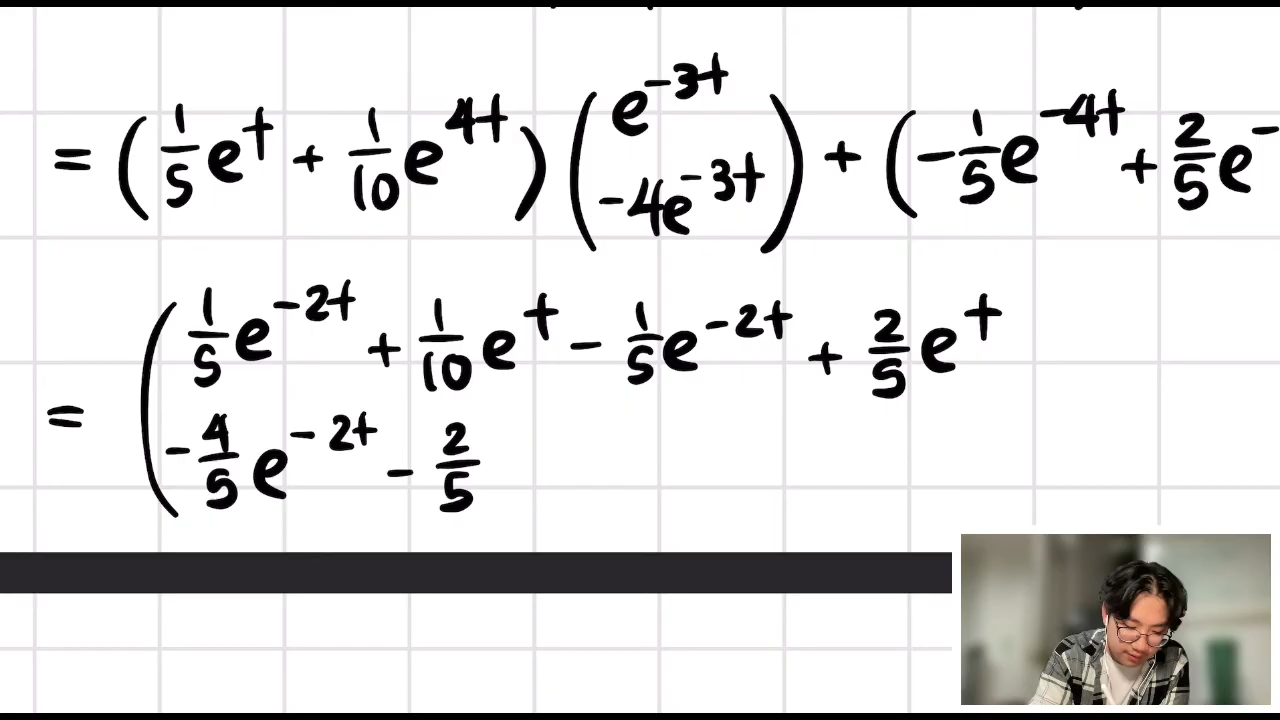 = (1/5 e^t + 1/10 e^{4t}) (e^{-3t} / -4e^{-3t}) + (-1/5 e^{-4t} + 2/5 e^-
= (1/5 e^{-2t} + 1/10 e^t - 1/5 e^{-2t} + 2/5 e^t
-4/5 e^{-2t} - 2/5